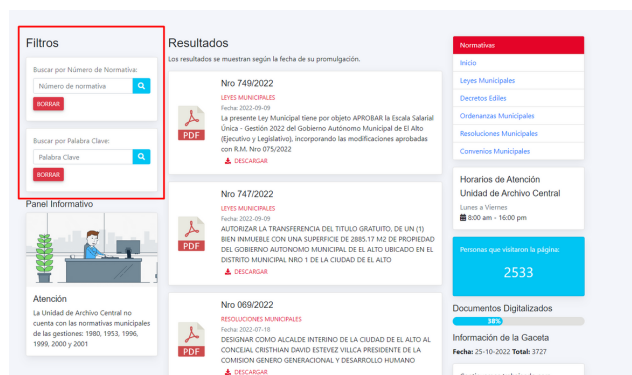 Filtros
Buscar por Número de Normativa:
Número de normativa
BORRAR
Buscar por Palabra Clave:
Palabra Clave
BORRAR
Panel Informativo
Atención
La Unidad de Archivo Central no
cuenta con las normativas municipales
de las gestiones: 1980, 1953, 1996,
1999, 2000 y 2001
Resultados
Los resultados se muestran según la fecha de su promulgación.
PDF
Nro 749/2022
LEYES MUNICIPALES
Fecha: 2022-09-09
La presente Ley Municipal tiene por objeto APROBAR la Escala Salarial
Única - Gestión 2022 del Gobierno Autónomo Municipal de El Alto
(Ejecutivo y Legislativo), incorporando las modificaciones aprobadas
con R.M. Nro 075/2022
DESCARGAR
PDF
Nro 747/2022
LEYES MUNICIPALES
Fecha: 2022-09-09
AUTORIZAR LA TRANSFERENCIA DEL TITULO GRATUITO, DE UN (1)
BIEN INMUEBLE CON UNA SUPERFICIE DE 2885.17 M2 DE PROPIEDAD
DEL GOBIERNO AUTONOMO MUNICIPAL DE EL ALTO UBICADO EN EL
DISTRITO MUNICIPAL NRO 1 DE LA CIUDAD DE EL ALTO
DESCARGAR
PDF
Nro 069/2022
RESOLUCIONES MUNICIPALES
Fecha: 2022-07-18
DESIGNAR COMO ALCALDE INTERINO DE LA CIUDAD DE EL ALTO AL
CONCEJAL CRISTHIAN DAVID ESTEVEZ VILLCA PRESIDENTE DE LA
COMISION GENERO GENERACIONAL Y DESARROLLO HUMANO
DESCARGAR
Normativas
Inicio
Leyes Municipales
Decretos Ediles
Ordenanzas Municipales
Resoluciones Municipales
Convenios Municipales
Horarios de Atención
Unidad de Archivo Central
Lunes a Viernes
8:00 am - 16:00 pm
Personas que visitaron la página:
2533
Documentos Digitalizados
38%
Información de la Gaceta
Fecha: 25-10-2022 Total: 3727